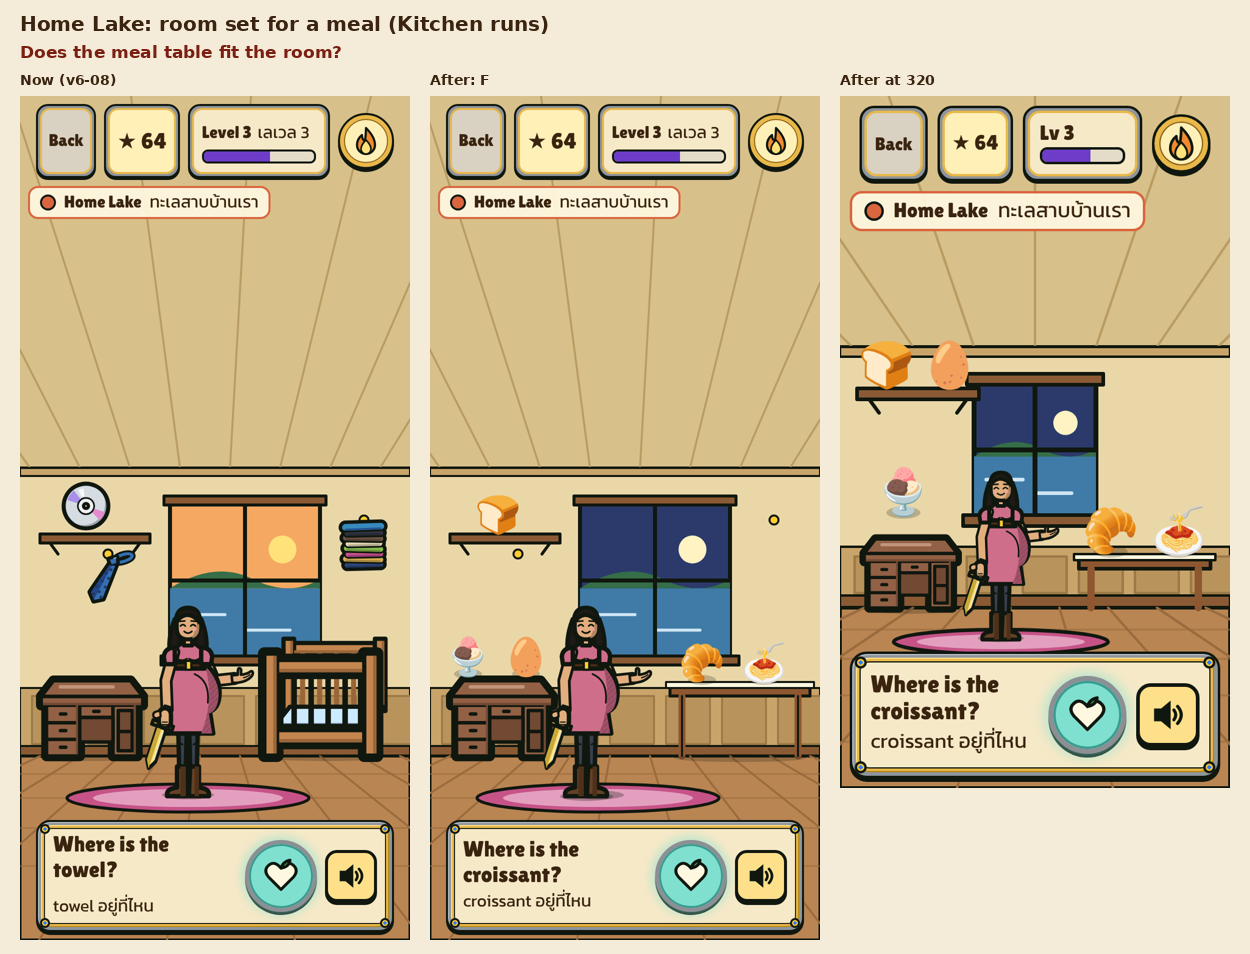 Home Lake: room set for a meal (Kitchen runs)
Does the meal table fit the room?
Now (v6-08)
Back
★ 64
Level 3 เลเวล 3
Home Lake ทะเลสาบบ้านเรา
Where is the
towel?
towel อยู่ที่ไหน
After: F
Back
★ 64
Level 3 เลเวล 3
Home Lake ทะเลสาบบ้านเรา
Where is the
croissant?
croissant อยู่ที่ไหน
After at 320
Back
★ 64
Lv 3
Home Lake ทะเลสาบบ้านเรา
Where is the
croissant?
croissant อยู่ที่ไหน